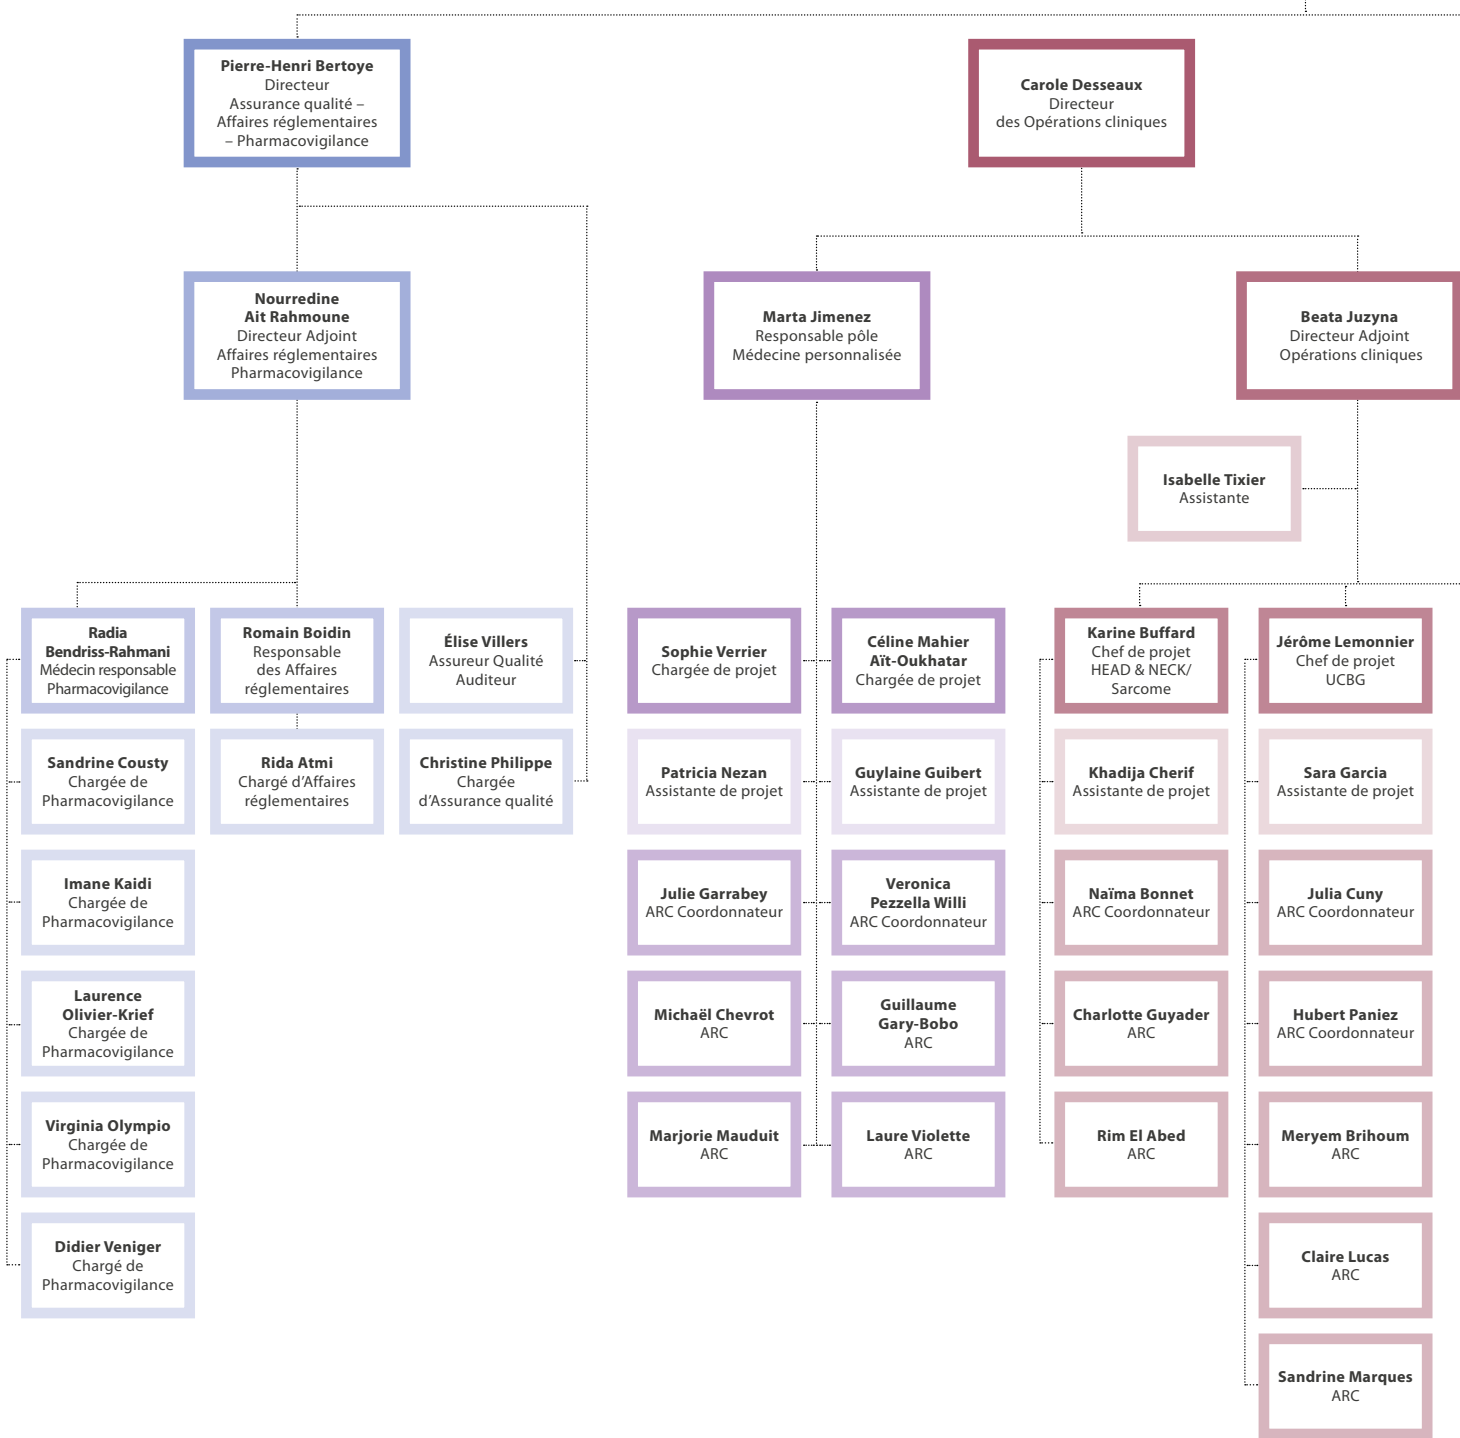 Pierre-Henri Bertoye
Directeur
Assurance qualité –
Affaires réglementaires
– Pharmacovigilance
Carole Desseaux
Directeur
des Opérations cliniques
Nourredine
Ait Rahmoune
Directeur Adjoint
Affaires réglementaires
Pharmacovigilance
Marta Jimenez
Responsable pôle
Médecine personnalisée
Beata Juzyna
Directeur Adjoint
Opérations cliniques
Isabelle Tixier
Assistante
Radia
Bendriss-Rahmani
Médecin responsable
Pharmacovigilance
Romain Boidin
Responsable
des Affaires
réglementaires
Élise Villers
Assureur Qualité
Auditeur
Sophie Verrier
Chargée de projet
Céline Mahier
Aït-Oukhatar
Chargée de projet
Karine Buffard
Chef de projet
HEAD & NECK/
Sarcome
Jérôme Lemonnier
Chef de projet
UCBG
Sandrine Cousty
Chargée de
Pharmacovigilance
Rida Atmi
Chargé d’Affaires
réglementaires
Christine Philippe
Chargée
d’Assurance qualité
Patricia Nezan
Assistante de projet
Guylaine Guibert
Assistante de projet
Khadija Cherif
Assistante de projet
Sara Garcia
Assistante de projet
Imane Kaidi
Chargée de
Pharmacovigilance
Julie Garrabey
ARC Coordonnateur
Veronica
Pezzella Willi
ARC Coordonnateur
Naïma Bonnet
ARC Coordonnateur
Julia Cuny
ARC Coordonnateur
Laurence
Olivier-Krief
Chargée de
Pharmacovigilance
Michaël Chevrot
ARC
Guillaume
Gary-Bobo
ARC
Charlotte Guyader
ARC
Hubert Paniez
ARC Coordonnateur
Virginia Olympio
Chargée de
Pharmacovigilance
Marjorie Mauduit
ARC
Laure Violette
ARC
Rim El Abed
ARC
Meryem Brihoum
ARC
Didier Veniger
Chargé de
Pharmacovigilance
Claire Lucas
ARC
Sandrine Marques
ARC